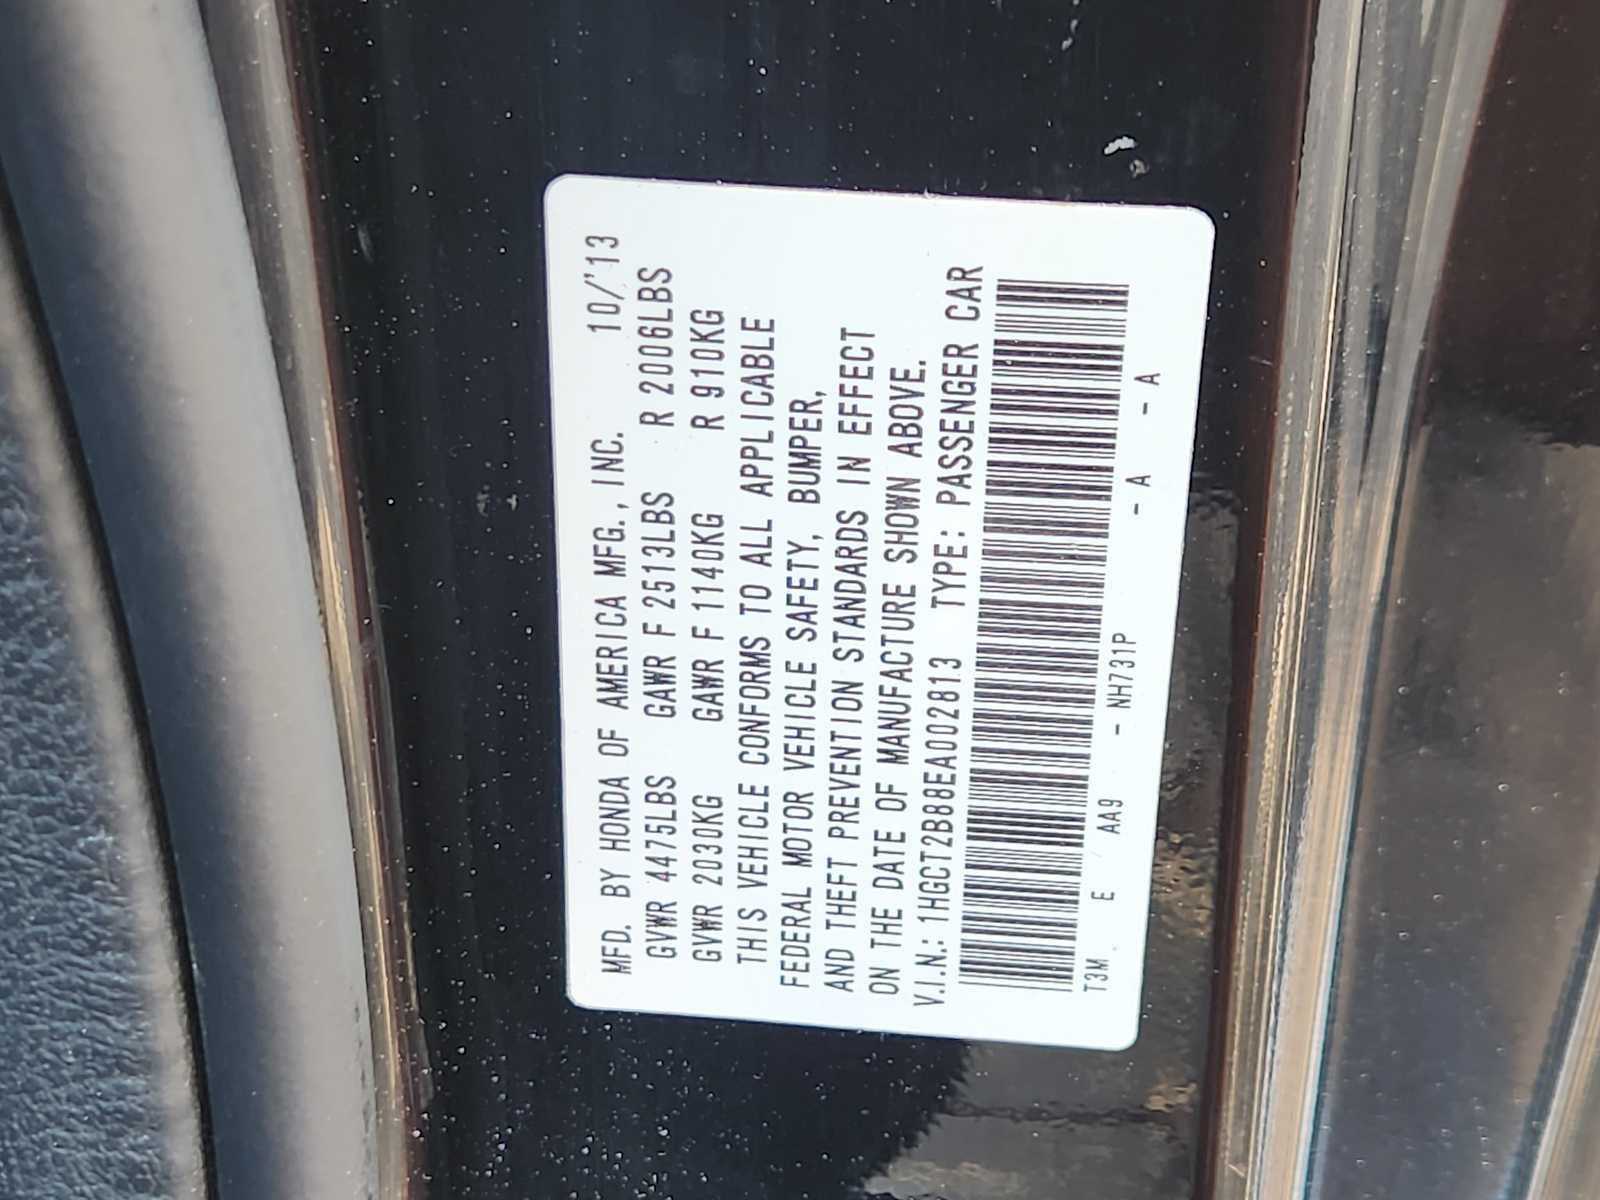 MFD. BY HONDA OF AMERICA MFG., INC. 10/'13
GVWR 4475LBS GAWR F 2513LBS R 2006LBS
GVWR 2030KG GAWR F 1140KG R 910KG
THIS VEHICLE CONFORMS TO ALL APPLICABLE
FEDERAL MOTOR VEHICLE SAFETY, BUMPER,
AND THEFT PREVENTION STANDARDS IN EFFECT
ON THE DATE OF MANUFACTURE SHOWN ABOVE.
V.I.N.: 1HGCT2B88EA002813 TYPE: PASSENGER CAR
T3M E AA9 - NH731P - A - A